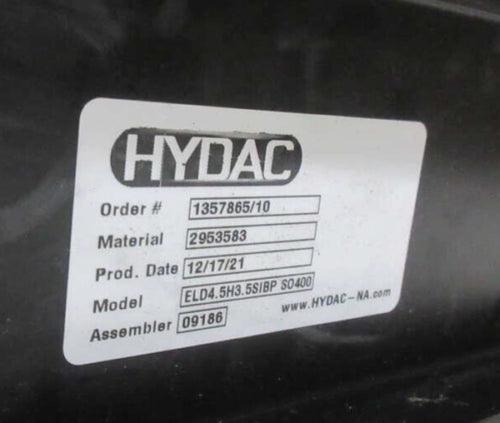 HYDAC
Order # 1357865/10
Material 2953583
Prod. Date 12/17/21
Model ELD4.5H3.5SIBP SO400
Assembler 09186
www.HYDAC-NA.com